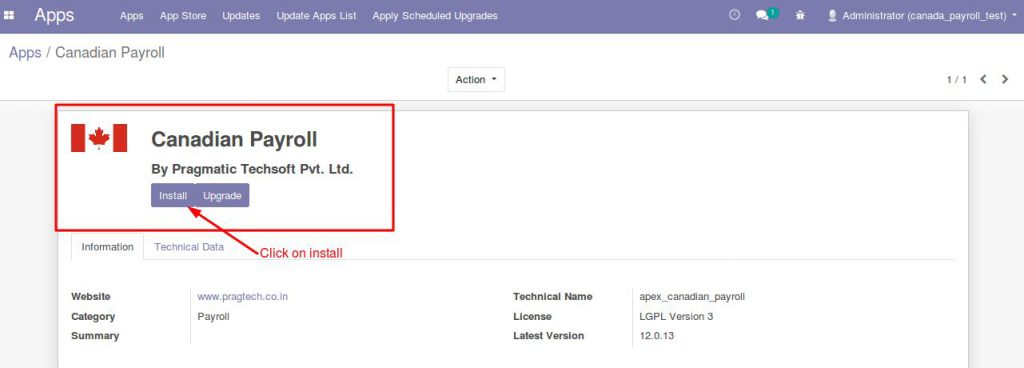 Apps Apps App Store Updates Update Apps List Apply Scheduled Upgrades 1 Administrator (canada_payroll_test)
Apps / Canadian Payroll
Action 1 / 1
Canadian Payroll
By Pragmatic Techsoft Pvt. Ltd.
Install Upgrade
Click on install
Information Technical Data
Website www.pragtech.co.in Technical Name apex_canadian_payroll
Category Payroll License LGPL Version 3
Summary Latest Version 12.0.13